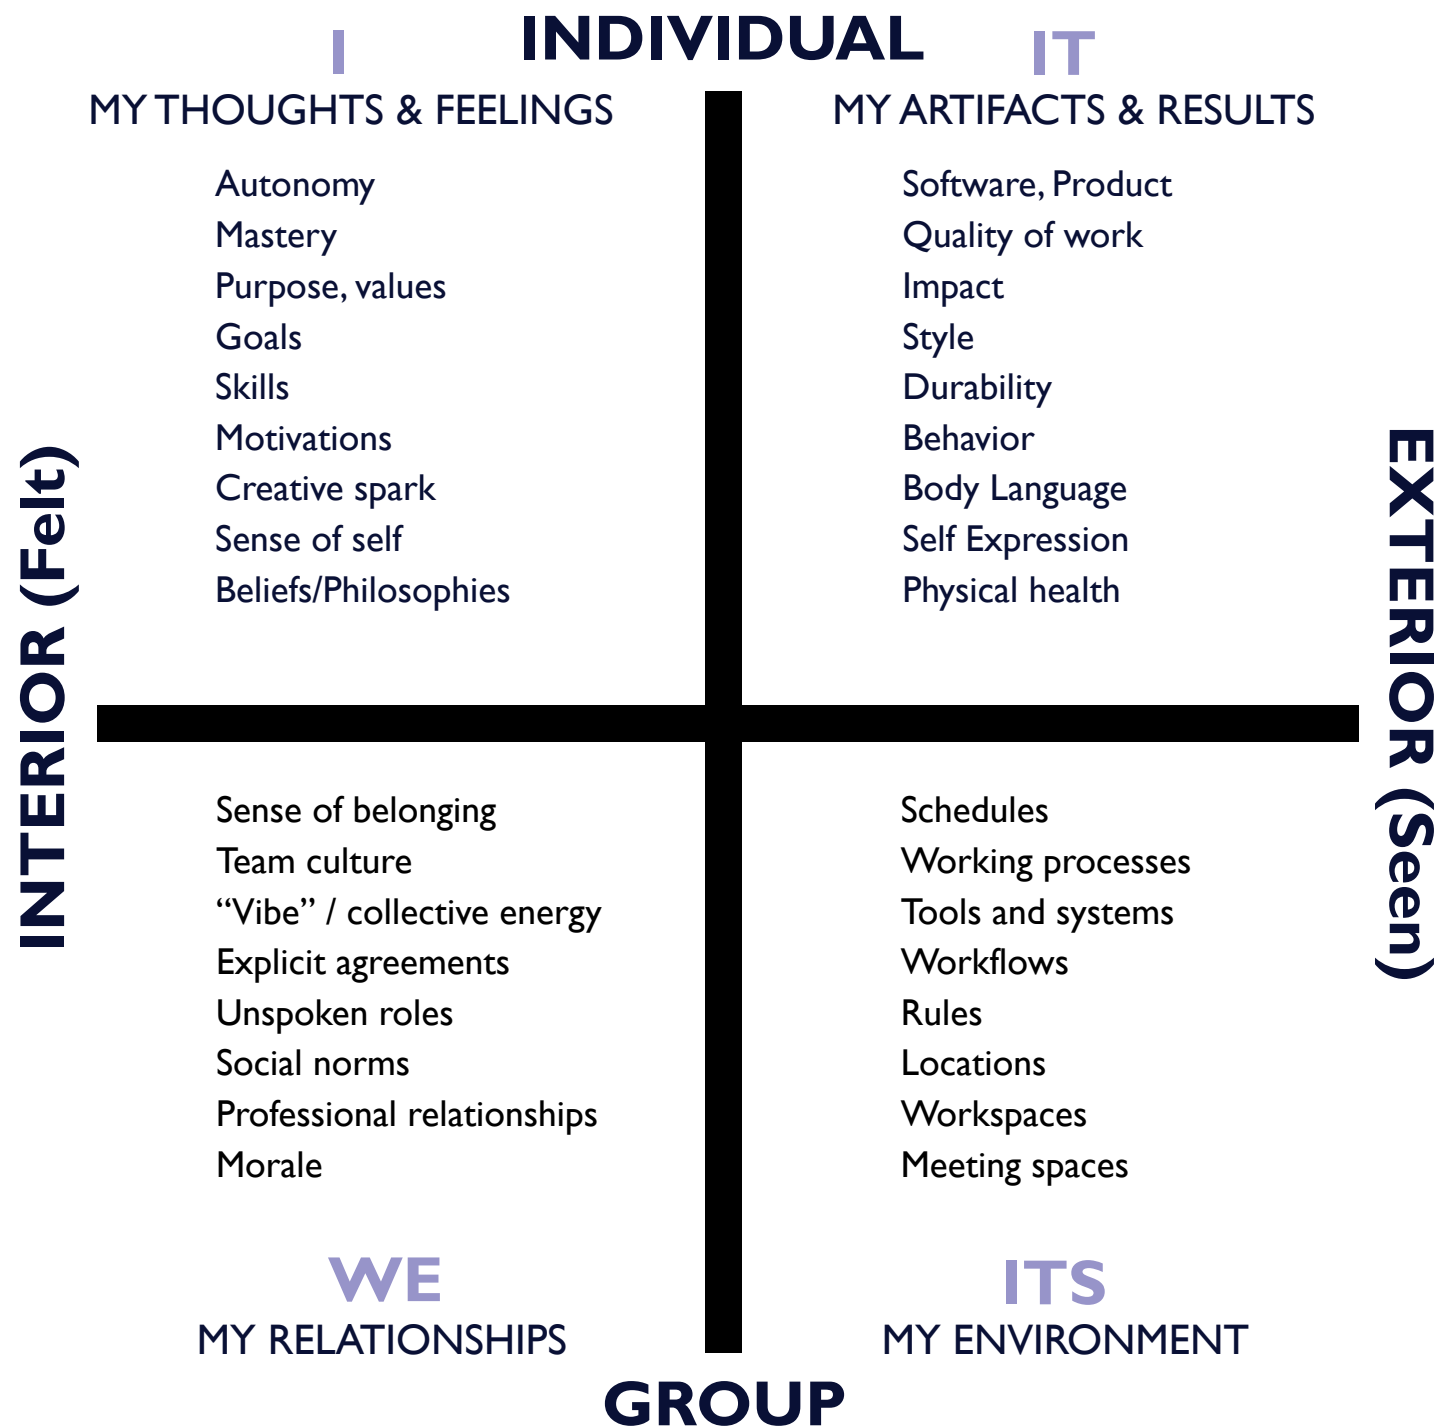 INDIVIDUAL
I
MY THOUGHTS & FEELINGS
Autonomy
Mastery
Purpose, values
Goals
Skills
Motivations
Creative spark
Sense of self
Beliefs/Philosophies
IT
MY ARTIFACTS & RESULTS
Software, Product
Quality of work
Impact
Style
Durability
Behavior
Body Language
Self Expression
Physical health
INTERIOR (Felt)
EXTERIOR (Seen)
Sense of belonging
Team culture
“Vibe” / collective energy
Explicit agreements
Unspoken roles
Social norms
Professional relationships
Morale
WE
MY RELATIONSHIPS
Schedules
Working processes
Tools and systems
Workflows
Rules
Locations
Workspaces
Meeting spaces
ITS
MY ENVIRONMENT
GROUP